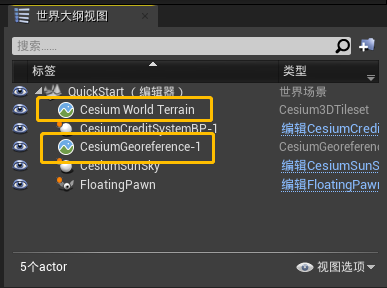 世界大纲视图
搜索......
标签 类型
QuickStart（编辑器） 世界场景
Cesium World Terrain Cesium3DTileset
CesiumCreditSystemBP-1 编辑CesiumCredi
CesiumGeoreference-1 CesiumGeoreference
CesiumSunSky 编辑CesiumSunS
FloatingPawn 编辑FloatingPawn
5个actor 视图选项